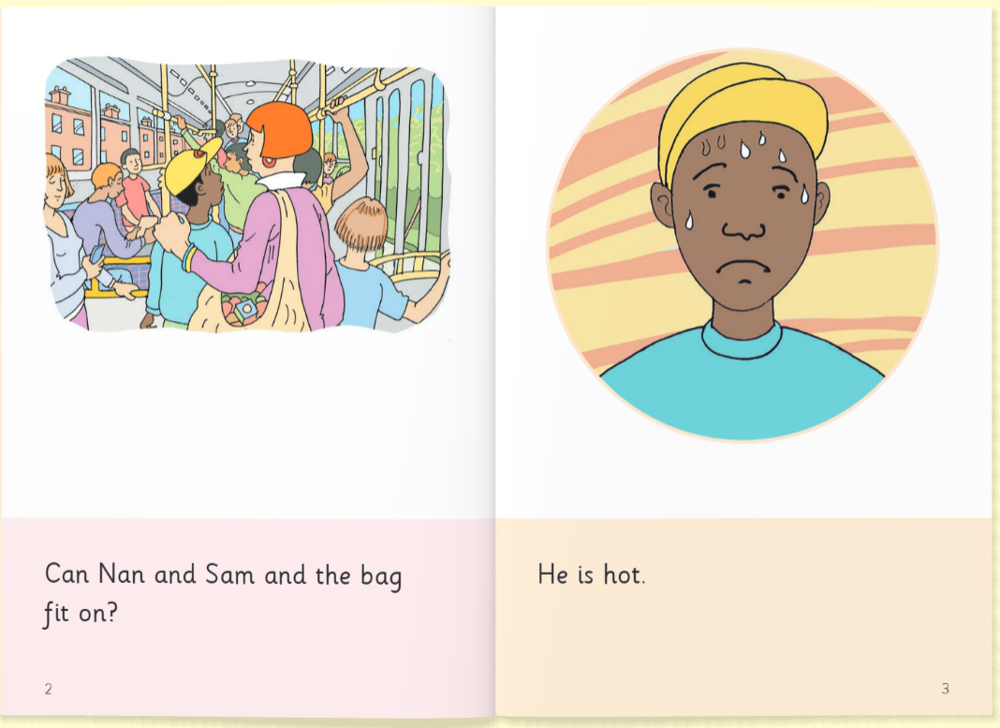 Can Nan and Sam and the bag
fit on?
2
He is hot.
3